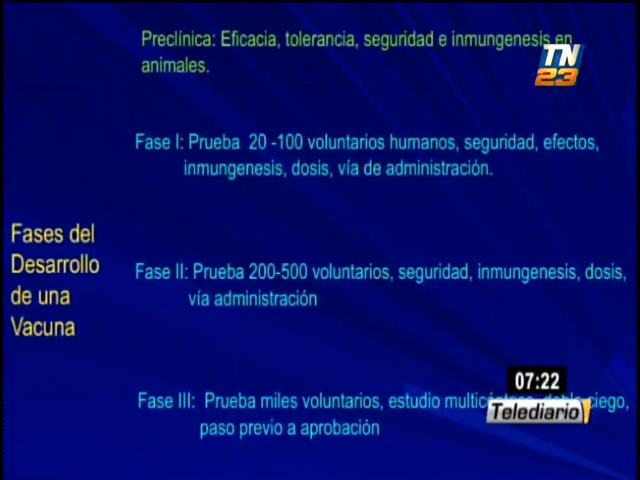 Preclínica: Eficacia, tolerancia, seguridad e inmungenesis en
animales.
TN
23
Fase I: Prueba 20 -100 voluntarios humanos, seguridad, efectos,
inmungenesis, dosis, vía de administración.
Fases del
Desarrollo
de una
Vacuna
Fase II: Prueba 200-500 voluntarios, seguridad, inmungenesis, dosis,
vía administración
07:22
Fase III: Prueba miles voluntarios, estudio ciego,
Telediario
paso previo a aprobación